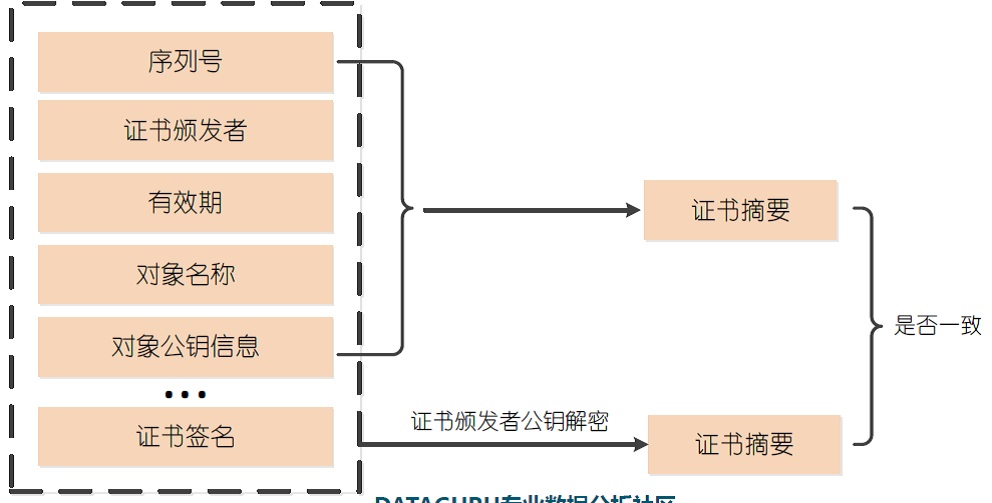 序列号
证书颁发者
有效期
对象名称
对象公钥信息
...
证书签名
证书摘要
证书颁发者公钥解密
证书摘要
是否一致
DATAGURU专业数据分析社区